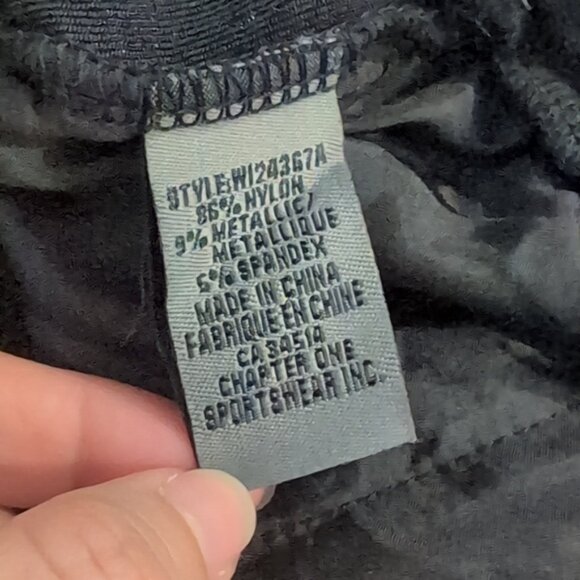 STYLE:W124367A
86% NYLON
9% METALLIC/
METALLIQUE
5% SPANDEX
MADE IN CHINA
FABRIQUE EN CHINE
CA 34514
CHARTER ONE
SPORTSWEAR INC.